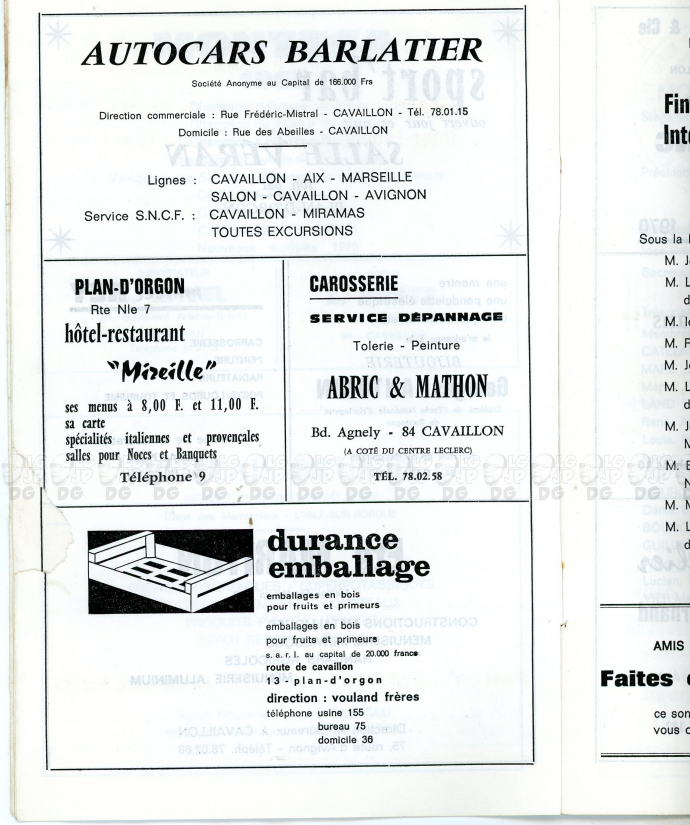 AUTOCARS BARLATIER
Société Anonyme au Capital de 166.000 Frs
Direction commerciale : Rue Frédéric-Mistral - CAVAILLON - Tél. 78.01.15
Domicile : Rue des Abeilles - CAVAILLON
Lignes : CAVAILLON - AIX - MARSEILLE
SALON - CAVAILLON - AVIGNON
Service S.N.C.F. : CAVAILLON - MIRAMAS
TOUTES EXCURSIONS
PLAN-D'ORGON
Rte Nle 7
hôtel-restaurant
"Mireille"
ses menus à 8,00 F. et 11,00 F.
sa carte
spécialités italiennes et provençales
salles pour Noces et Banquets
Téléphone 9
CAROSSERIE
SERVICE DÉPANNAGE
Tolerie - Peinture
ABRIC & MATHON
Bd. Agnely - 84 CAVAILLON
(A COTÉ DU CENTRE LECLERC)
TÉL. 78.02.58
durance
emballage
emballages en bois
pour fruits et primeurs
emballages en bois
pour fruits et primeurs
s.a.r.l. au capital de 20.000 francs
route de cavaillon
13 - plan-d'orgon
direction : vouland frères
téléphone usine 155
bureau 75
domicile 36
Fin
Int
Sous la
M. J
M. L
d
M. le
M. F
M. J
M. L
d
M. J
M
M. E
N
M. M
M. L
d
AMIS
Faites
ce son
vous